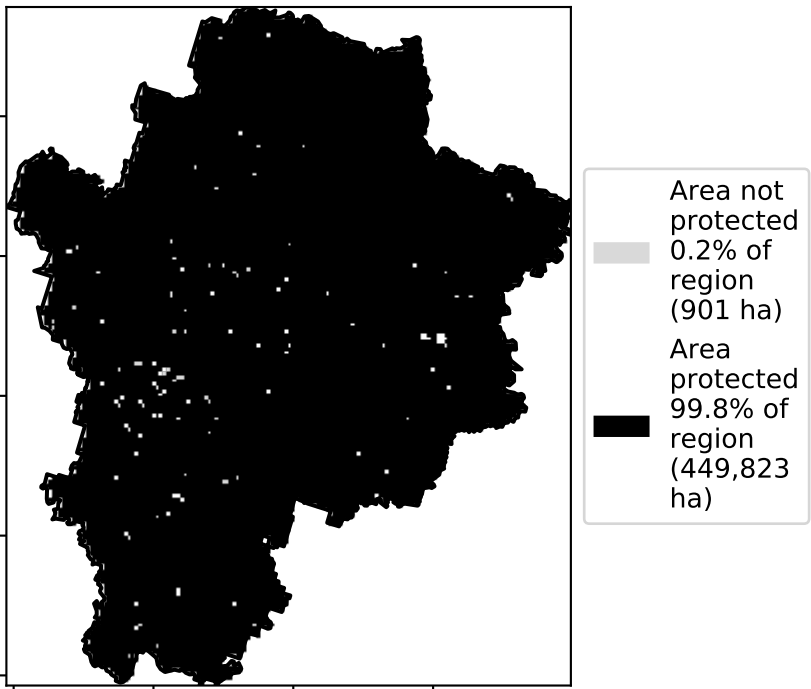 Area not
protected
0.2% of
region
(901 ha)
Area
protected
99.8% of
region
(449,823
ha)